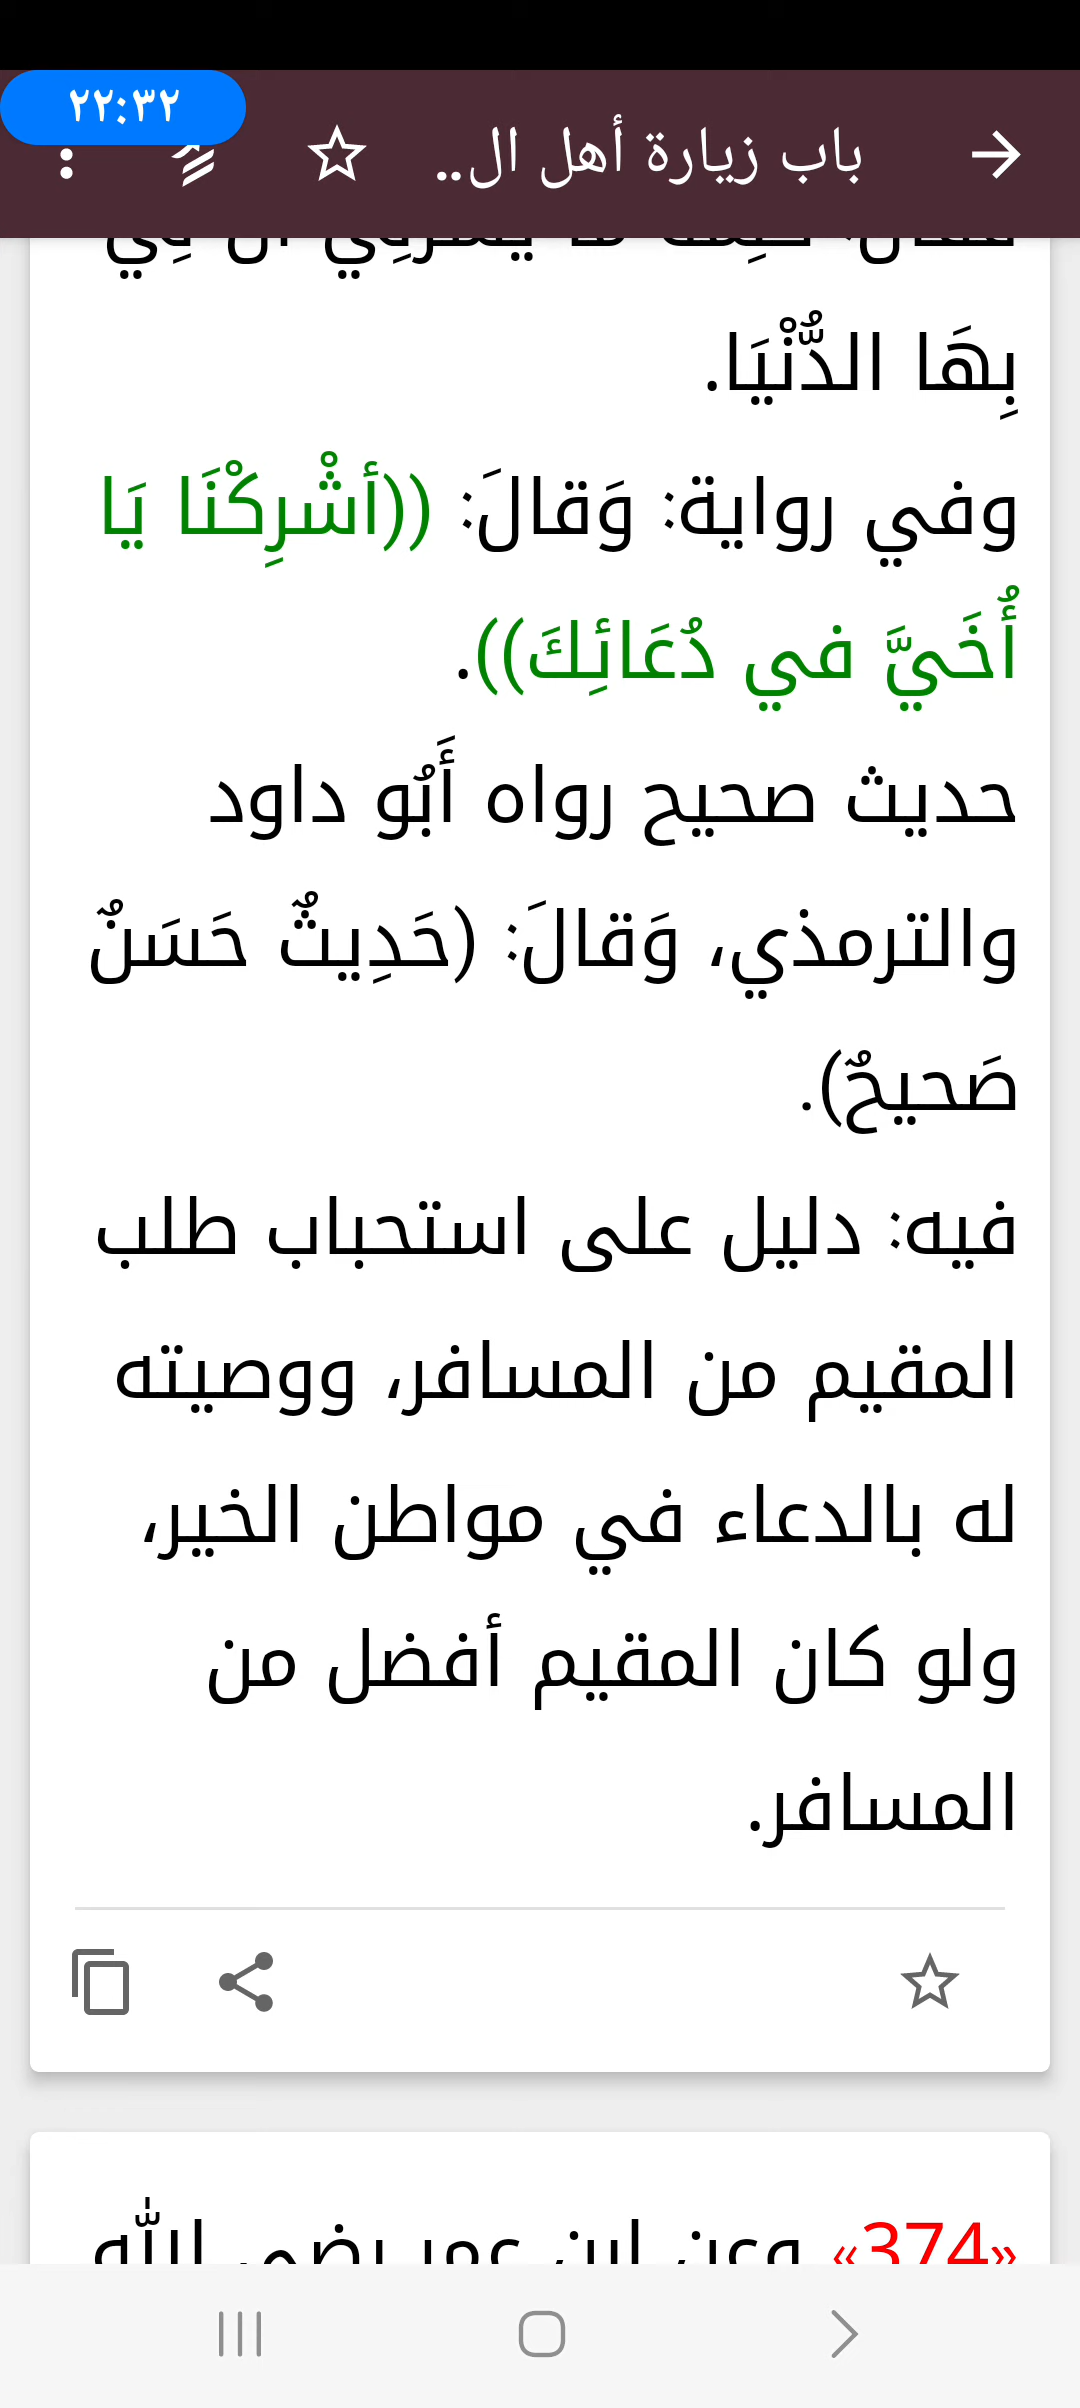 ٢٢:٣٢
باب زيارة أهل ال..
بِهَا الدُّنْيَا.
وفي رواية: وَقالَ: ((أشْرِكْنَا يَا
أُخَيَّ في دُعَائِكَ)).
حديث صحيح رواه أَبُو داود
والترمذي، وَقالَ: (حَدِيثٌ حَسَنٌ
صَحيحٌ).
فيه: دليل على استحباب طلب
المقيم من المسافر، ووصيته
له بالدعاء في مواطن الخير،
ولو كان المقيم أفضل من
المسافر.
«374» وعن ابن عمر رضي الله